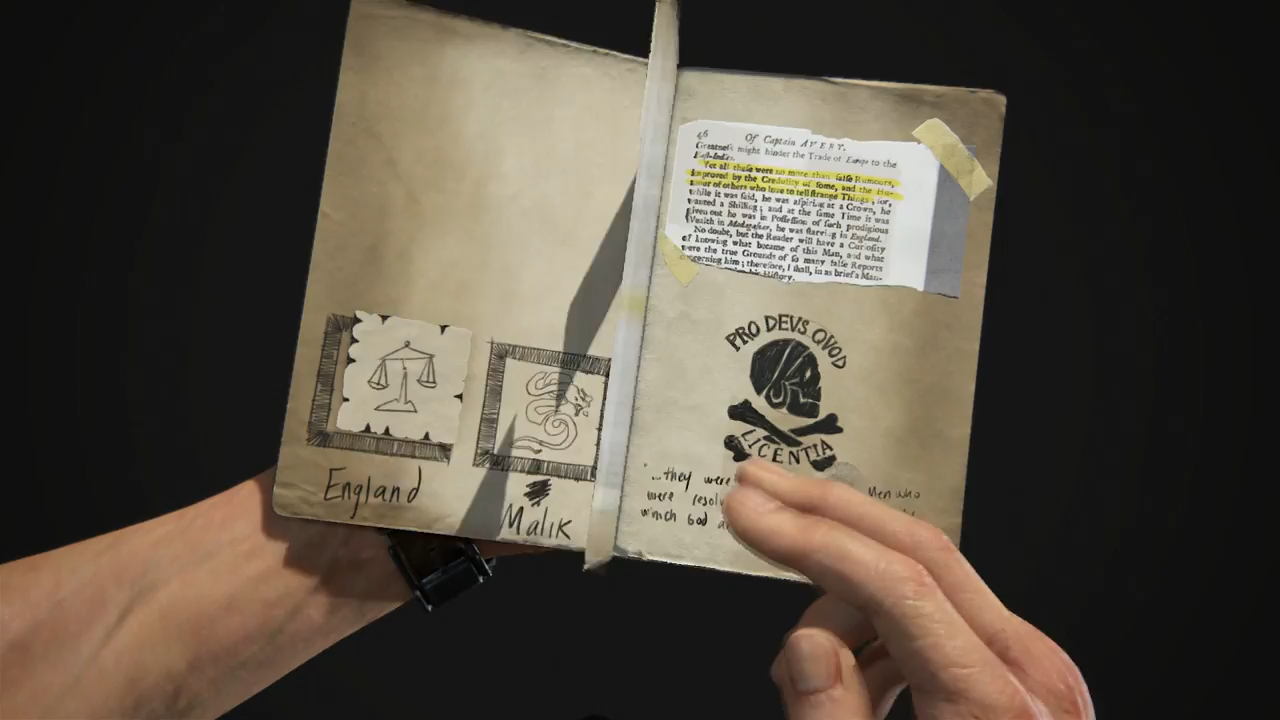 England
Malik
46 Of Captain AVERY.
Greatneſs might hinder the Trade of Europe to the
East-Indies.
Yet all theſe were no more than falſe Rumours,
improved by the Credulity of ſome, and the Hu-
mour of others who love to tell ſtrange Things; for,
while it was ſaid, he was aſpiring at a Crown, he
wanted a Shilling; and at the ſame Time it was
given out he was in Poſſeſſion of ſuch prodigious
Wealth in Madagaſcar, he was ſtarving in England.
No doubt, but the Reader will have a Curioſity
of knowing what became of this Man, and what
were the true Grounds of ſo many falſe Reports
concerning him; therefore, I ſhall, in as brief a Man-
his Hiſtory.
PRO DEVS QVOD
LICENTIA
"...they were Men who
were
which God